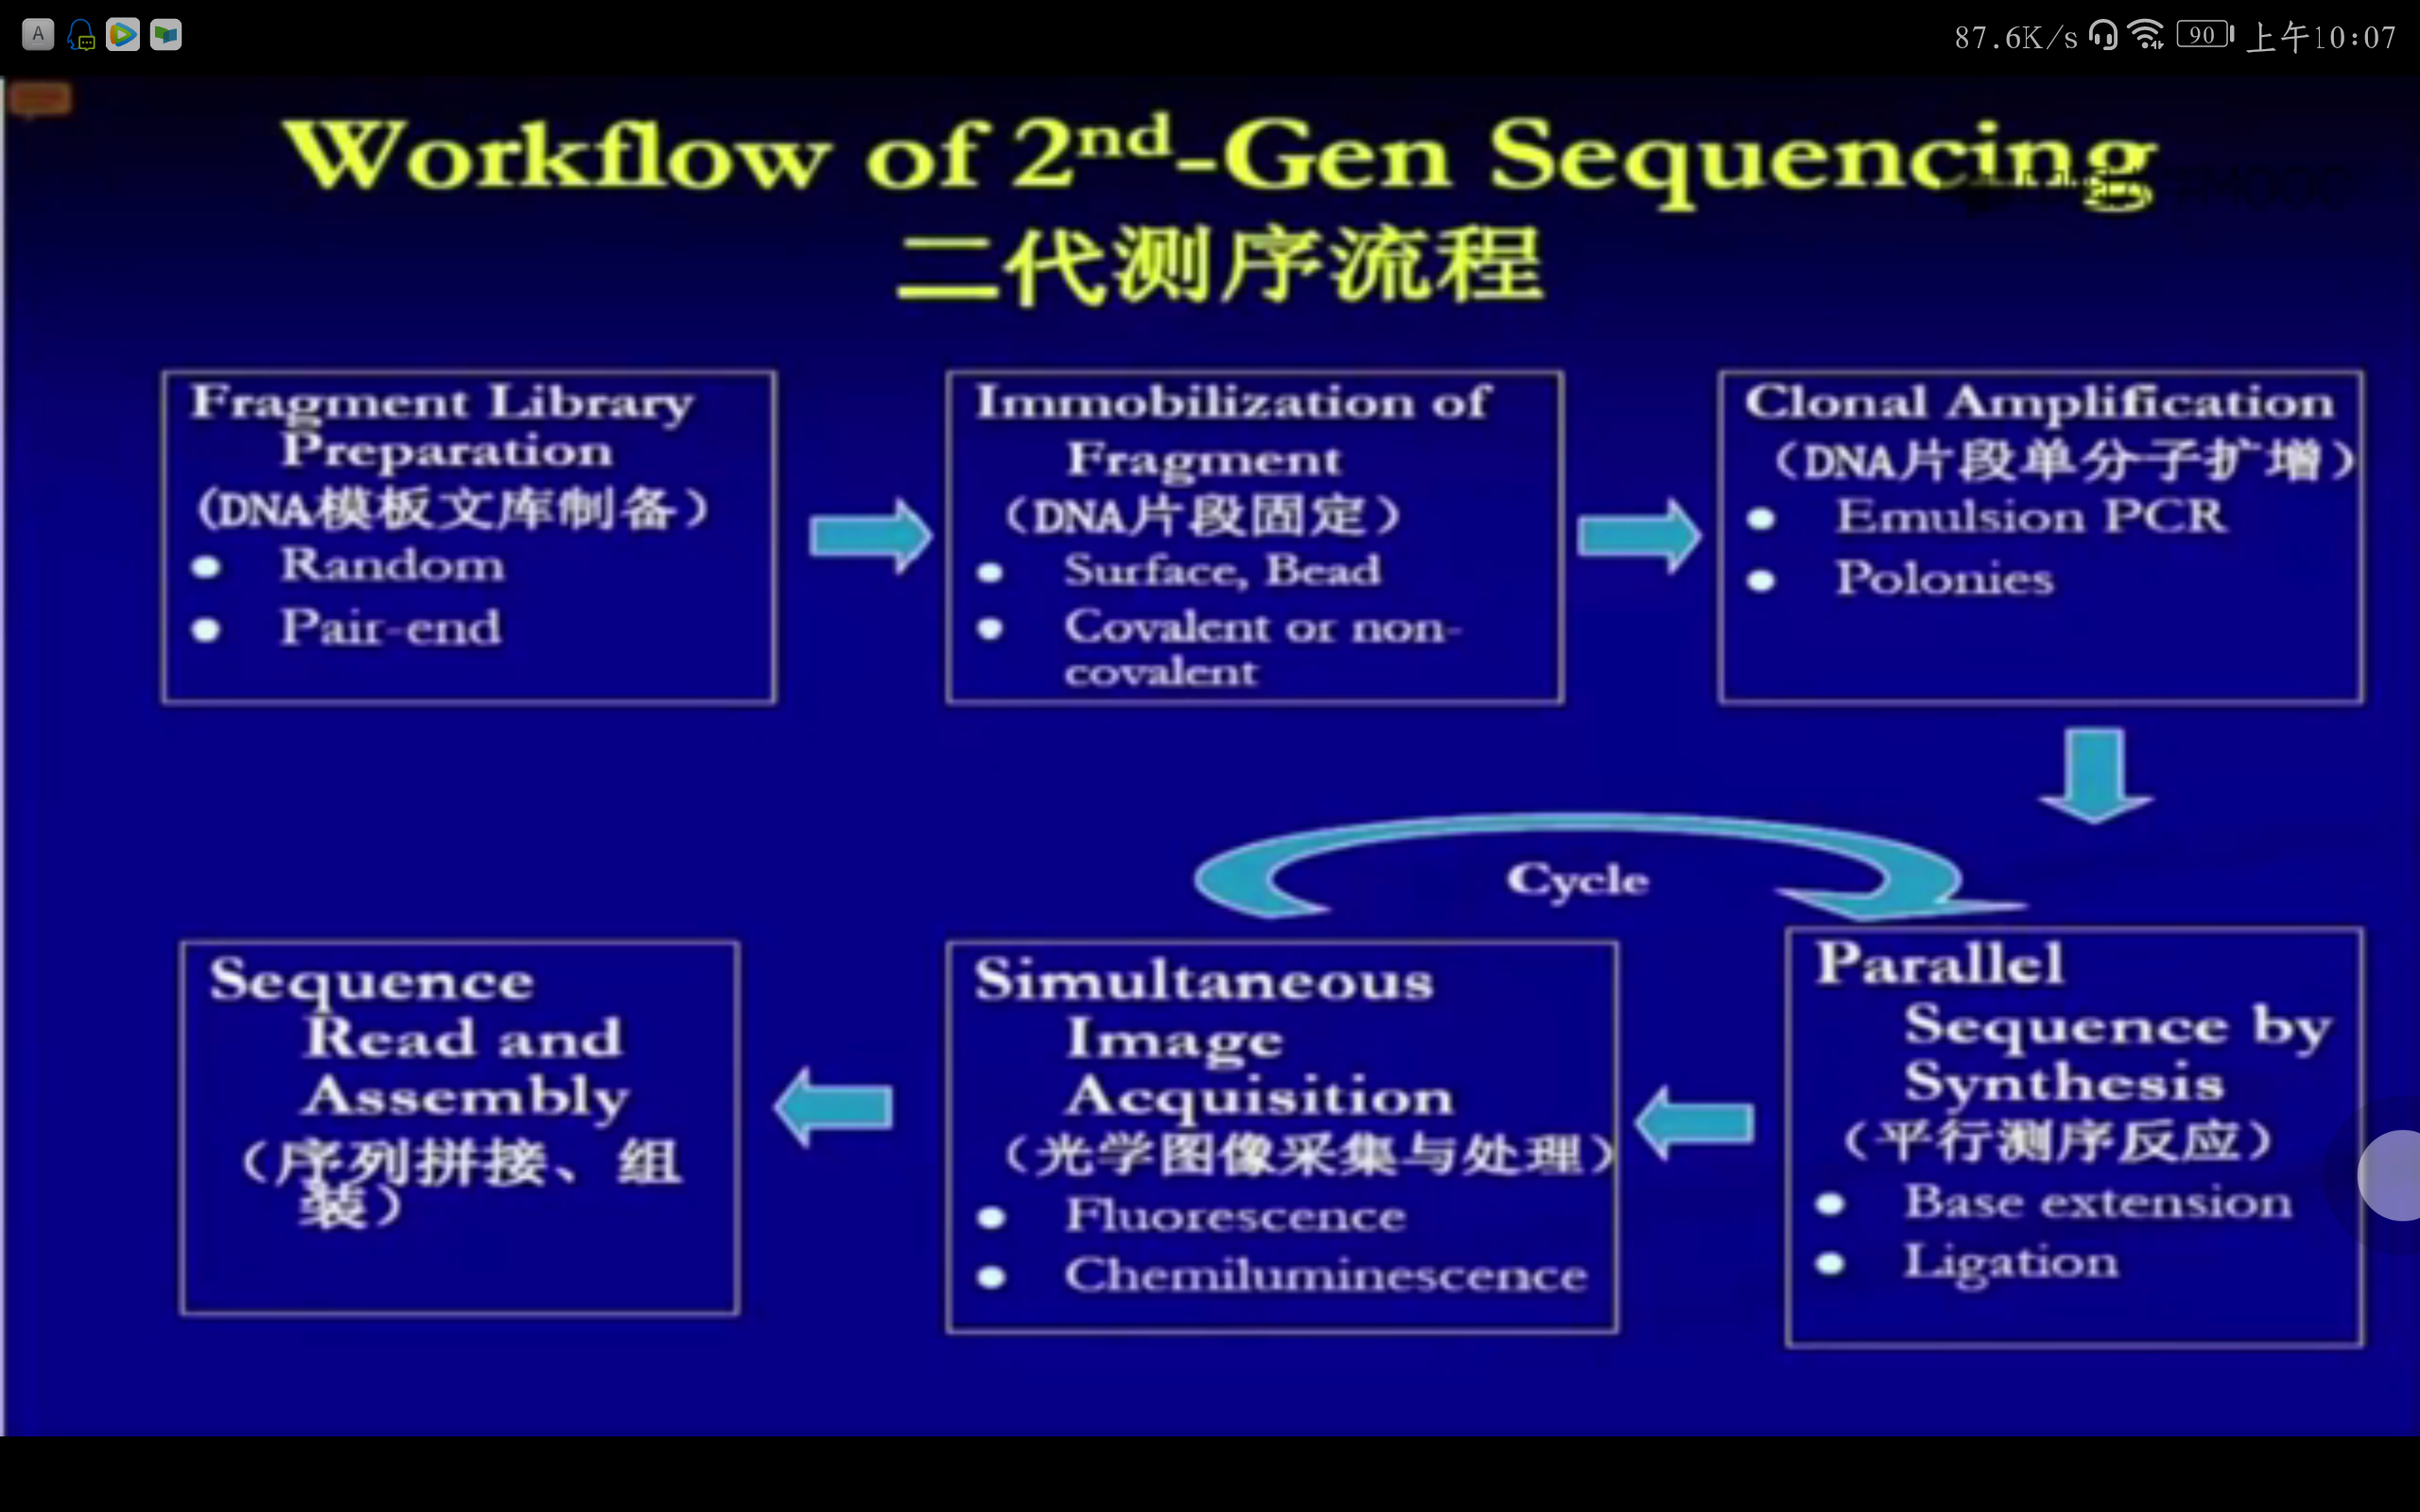 A
87.6K/s 90 上午10:07
Workflow of 2nd-Gen Sequencing
二代测序流程
Fragment Library
Preparation
(DNA模板文库制备）
● Random
● Pair-end
Immobilization of
Fragment
（DNA片段固定）
● Surface, Bead
● Covalent or non-
covalent
Clonal Amplification
（DNA片段单分子扩增）
● Emulsion PCR
● Polonies
Cycle
Parallel
Sequence by
Synthesis
（平行测序反应）
● Base extension
● Ligation
Simultaneous
Image
Acquisition
（光学图像采集与处理）
● Fluorescence
● Chemiluminescence
Sequence
Read and
Assembly
（序列拼接、组
装）